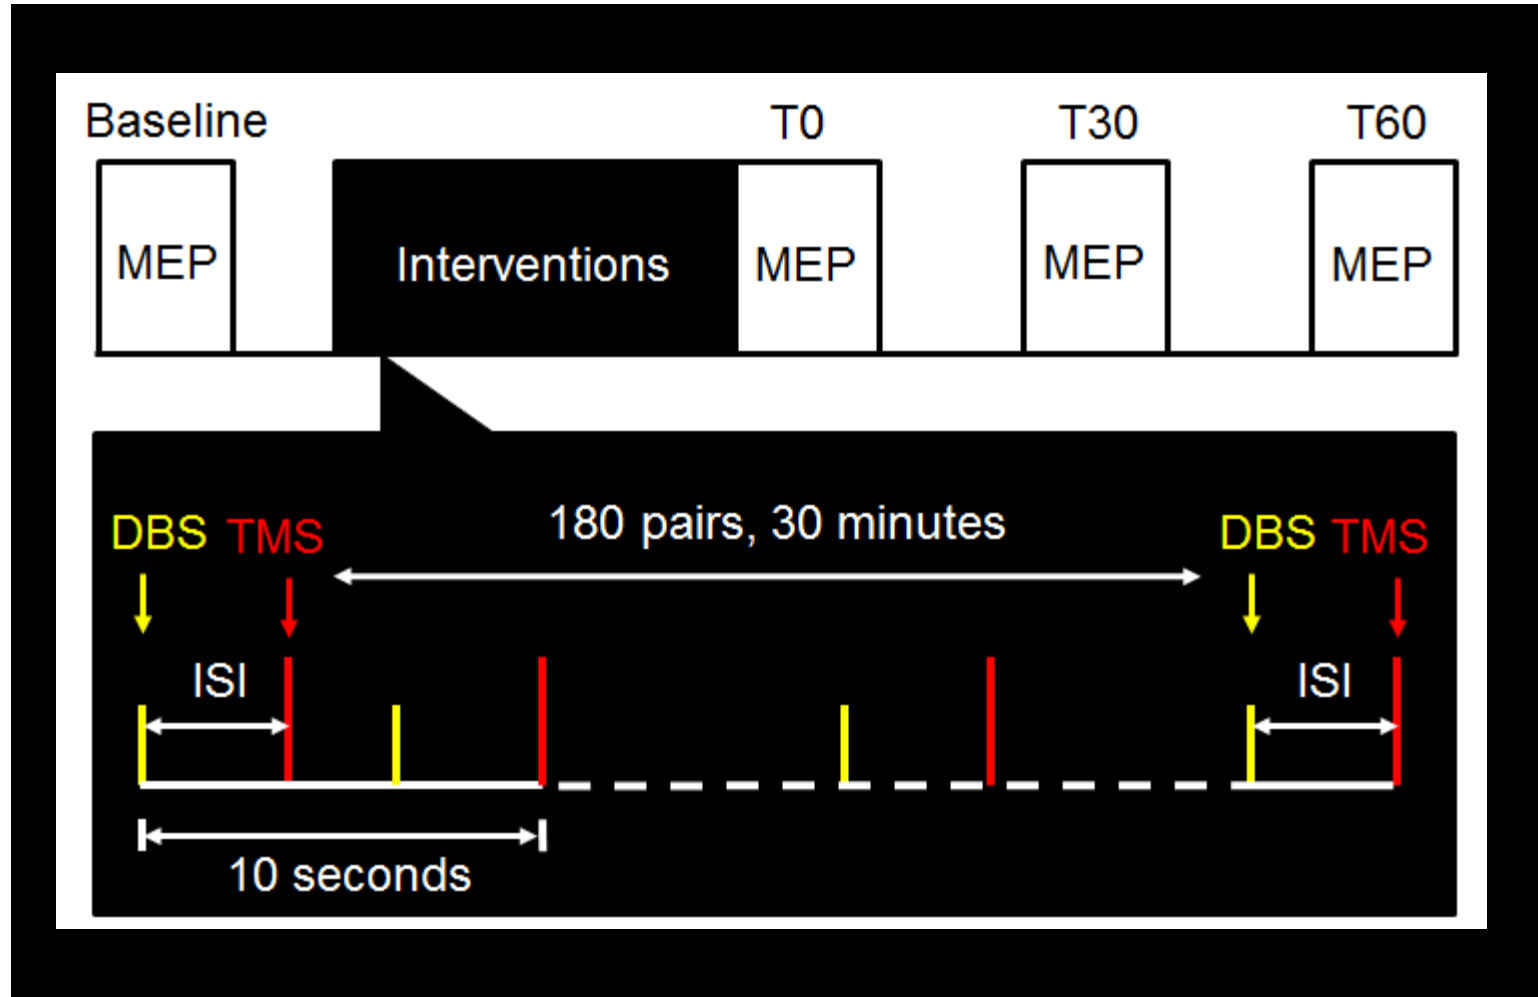 Baseline T0 T30 T60
MEP Interventions MEP MEP MEP
DBS TMS 180 pairs, 30 minutes DBS TMS
ISI ISI
10 seconds